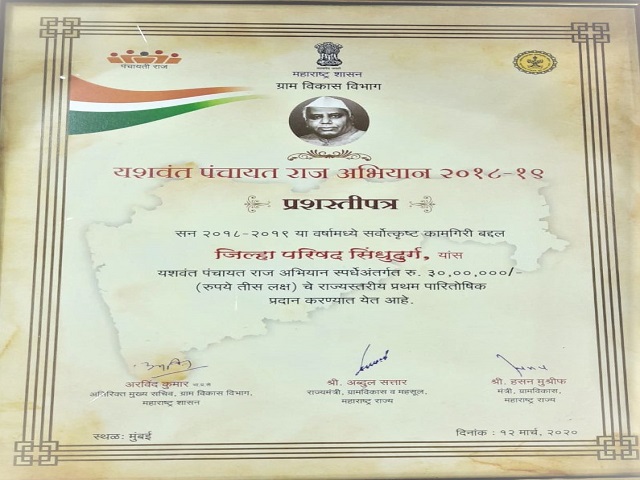 पंचायती राज
महाराष्ट्र शासन
ग्राम विकास विभाग
यशवंत पंचायत राज अभियान २०१८-१९
प्रशस्तीपत्र
सन २०१८-२०१९ या वर्षामध्ये सर्वोत्कृष्ट कामगिरी बद्दल
जिल्हा परिषद सिंधुदुर्ग, यांस
यशवंत पंचायत राज अभियान स्पर्धेअंतर्गत रु. ३०,००,०००/-
(रुपये तीस लक्ष) चे राज्यस्तरीय प्रथम पारितोषिक
प्रदान करण्यात येत आहे.
अरविंद कुमार भा.प्र.से
अतिरिक्त मुख्य सचिव, ग्राम विकास विभाग,
महाराष्ट्र शासन
श्री. अब्दुल सत्तार
राज्यमंत्री, ग्रामविकास व महसूल,
महाराष्ट्र राज्य
श्री. हसन मुश्रीफ
मंत्री, ग्रामविकास,
महाराष्ट्र राज्य
स्थळ: मुंबई
दिनांक : १२ मार्च, २०२०